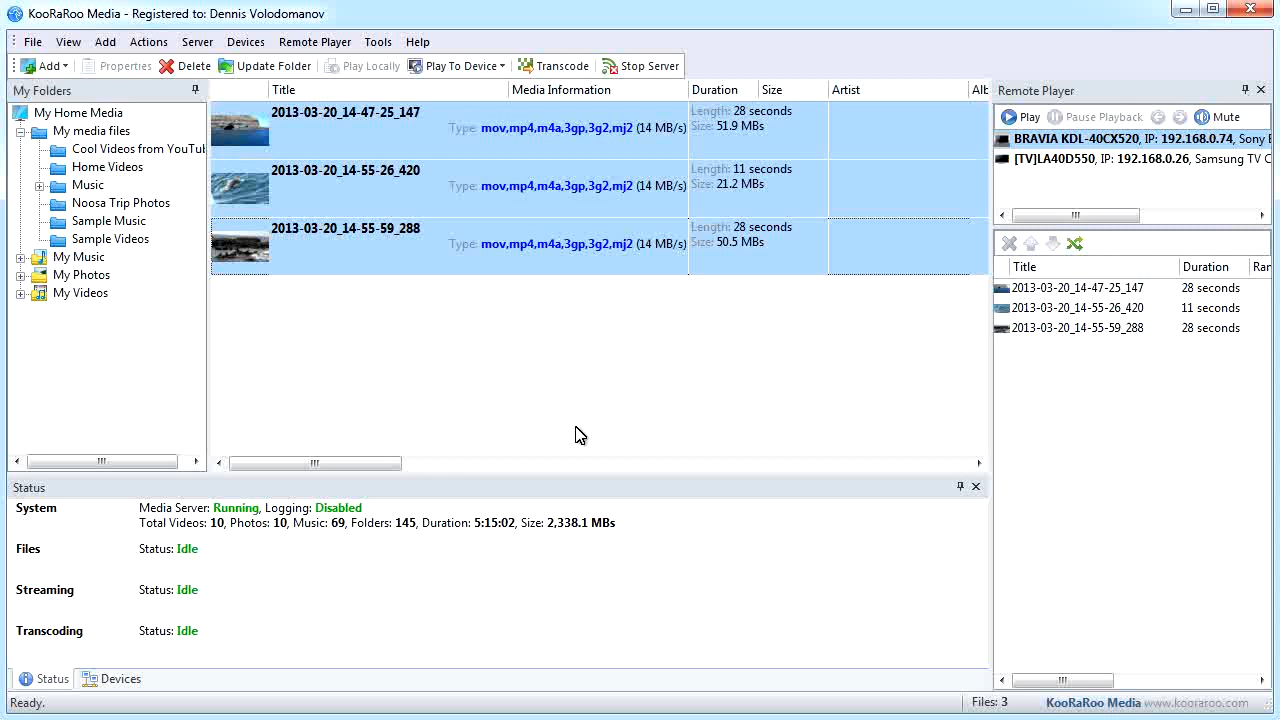 KooRaRoo Media - Registered to: Dennis Volodomanov
File View Add Actions Server Devices Remote Player Tools Help
Add Properties Delete Update Folder Play Locally Play To Device Transcode Stop Server
My Folders
My Home Media
My media files
Cool Videos from YouTu
Home Videos
Music
Noosa Trip Photos
Sample Music
Sample Videos
My Music
My Photos
My Videos
Title Media Information Duration Size Artist Alb
2013-03-20_14-47-25_147
Type: mov,mp4,m4a,3gp,3g2,mj2 (14 MB/s)
Length: 28 seconds
Size: 51.9 MBs
2013-03-20_14-55-26_420
Type: mov,mp4,m4a,3gp,3g2,mj2 (14 MB/s)
Length: 11 seconds
Size: 21.2 MBs
2013-03-20_14-55-59_288
Type: mov,mp4,m4a,3gp,3g2,mj2 (14 MB/s)
Length: 28 seconds
Size: 50.5 MBs
Remote Player
Play Pause Playback Mute
BRAVIA KDL-40CX520, IP: 192.168.0.74, Sony
[TV]LA40D550, IP: 192.168.0.26, Samsung TV
Title Duration Ran
2013-03-20_14-47-25_147 28 seconds
2013-03-20_14-55-26_420 11 seconds
2013-03-20_14-55-59_288 28 seconds
Status
System Media Server: Running, Logging: Disabled
Total Videos: 10, Photos: 10, Music: 69, Folders: 145, Duration: 5:15:02, Size: 2,338.1 MBs
Files Status: Idle
Streaming Status: Idle
Transcoding Status: Idle
Status Devices
Ready. Files: 3 KooRaRoo Media www.kooraroo.com